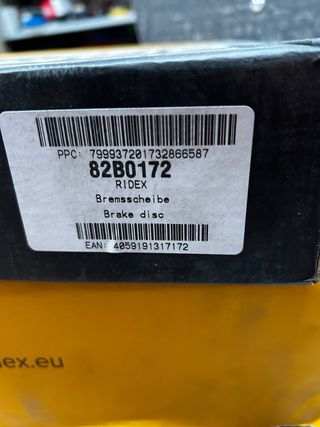 PPC: 799937201732866587
82B0172
RIDEX
Bremsscheibe
Brake disc
EAN: 4059191317172
ex.eu